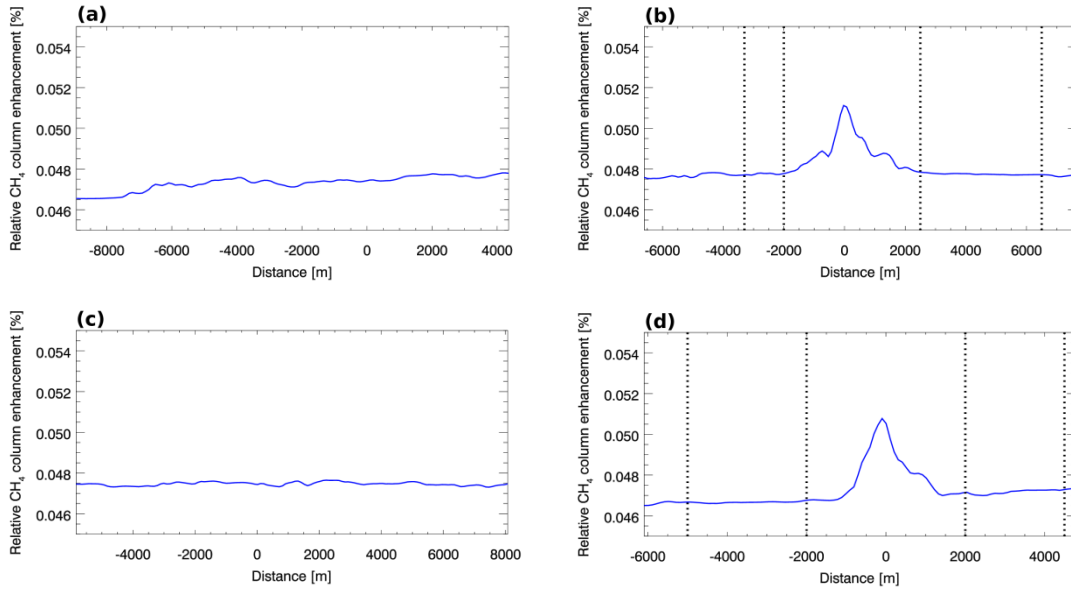 (a)
Relative CH₄ column enhancement [%]
0.054
0.052
0.050
0.048
0.046
-8000 -6000 -4000 -2000 0 2000 4000
Distance [m]
(b)
Relative CH₄ column enhancement [%]
0.054
0.052
0.050
0.048
0.046
-6000 -4000 -2000 0 2000 4000 6000
Distance [m]
(c)
Relative CH₄ column enhancement [%]
0.054
0.052
0.050
0.048
0.046
-4000 -2000 0 2000 4000 6000 8000
Distance [m]
(d)
Relative CH₄ column enhancement [%]
0.054
0.052
0.050
0.048
0.046
-6000 -4000 -2000 0 2000 4000
Distance [m]